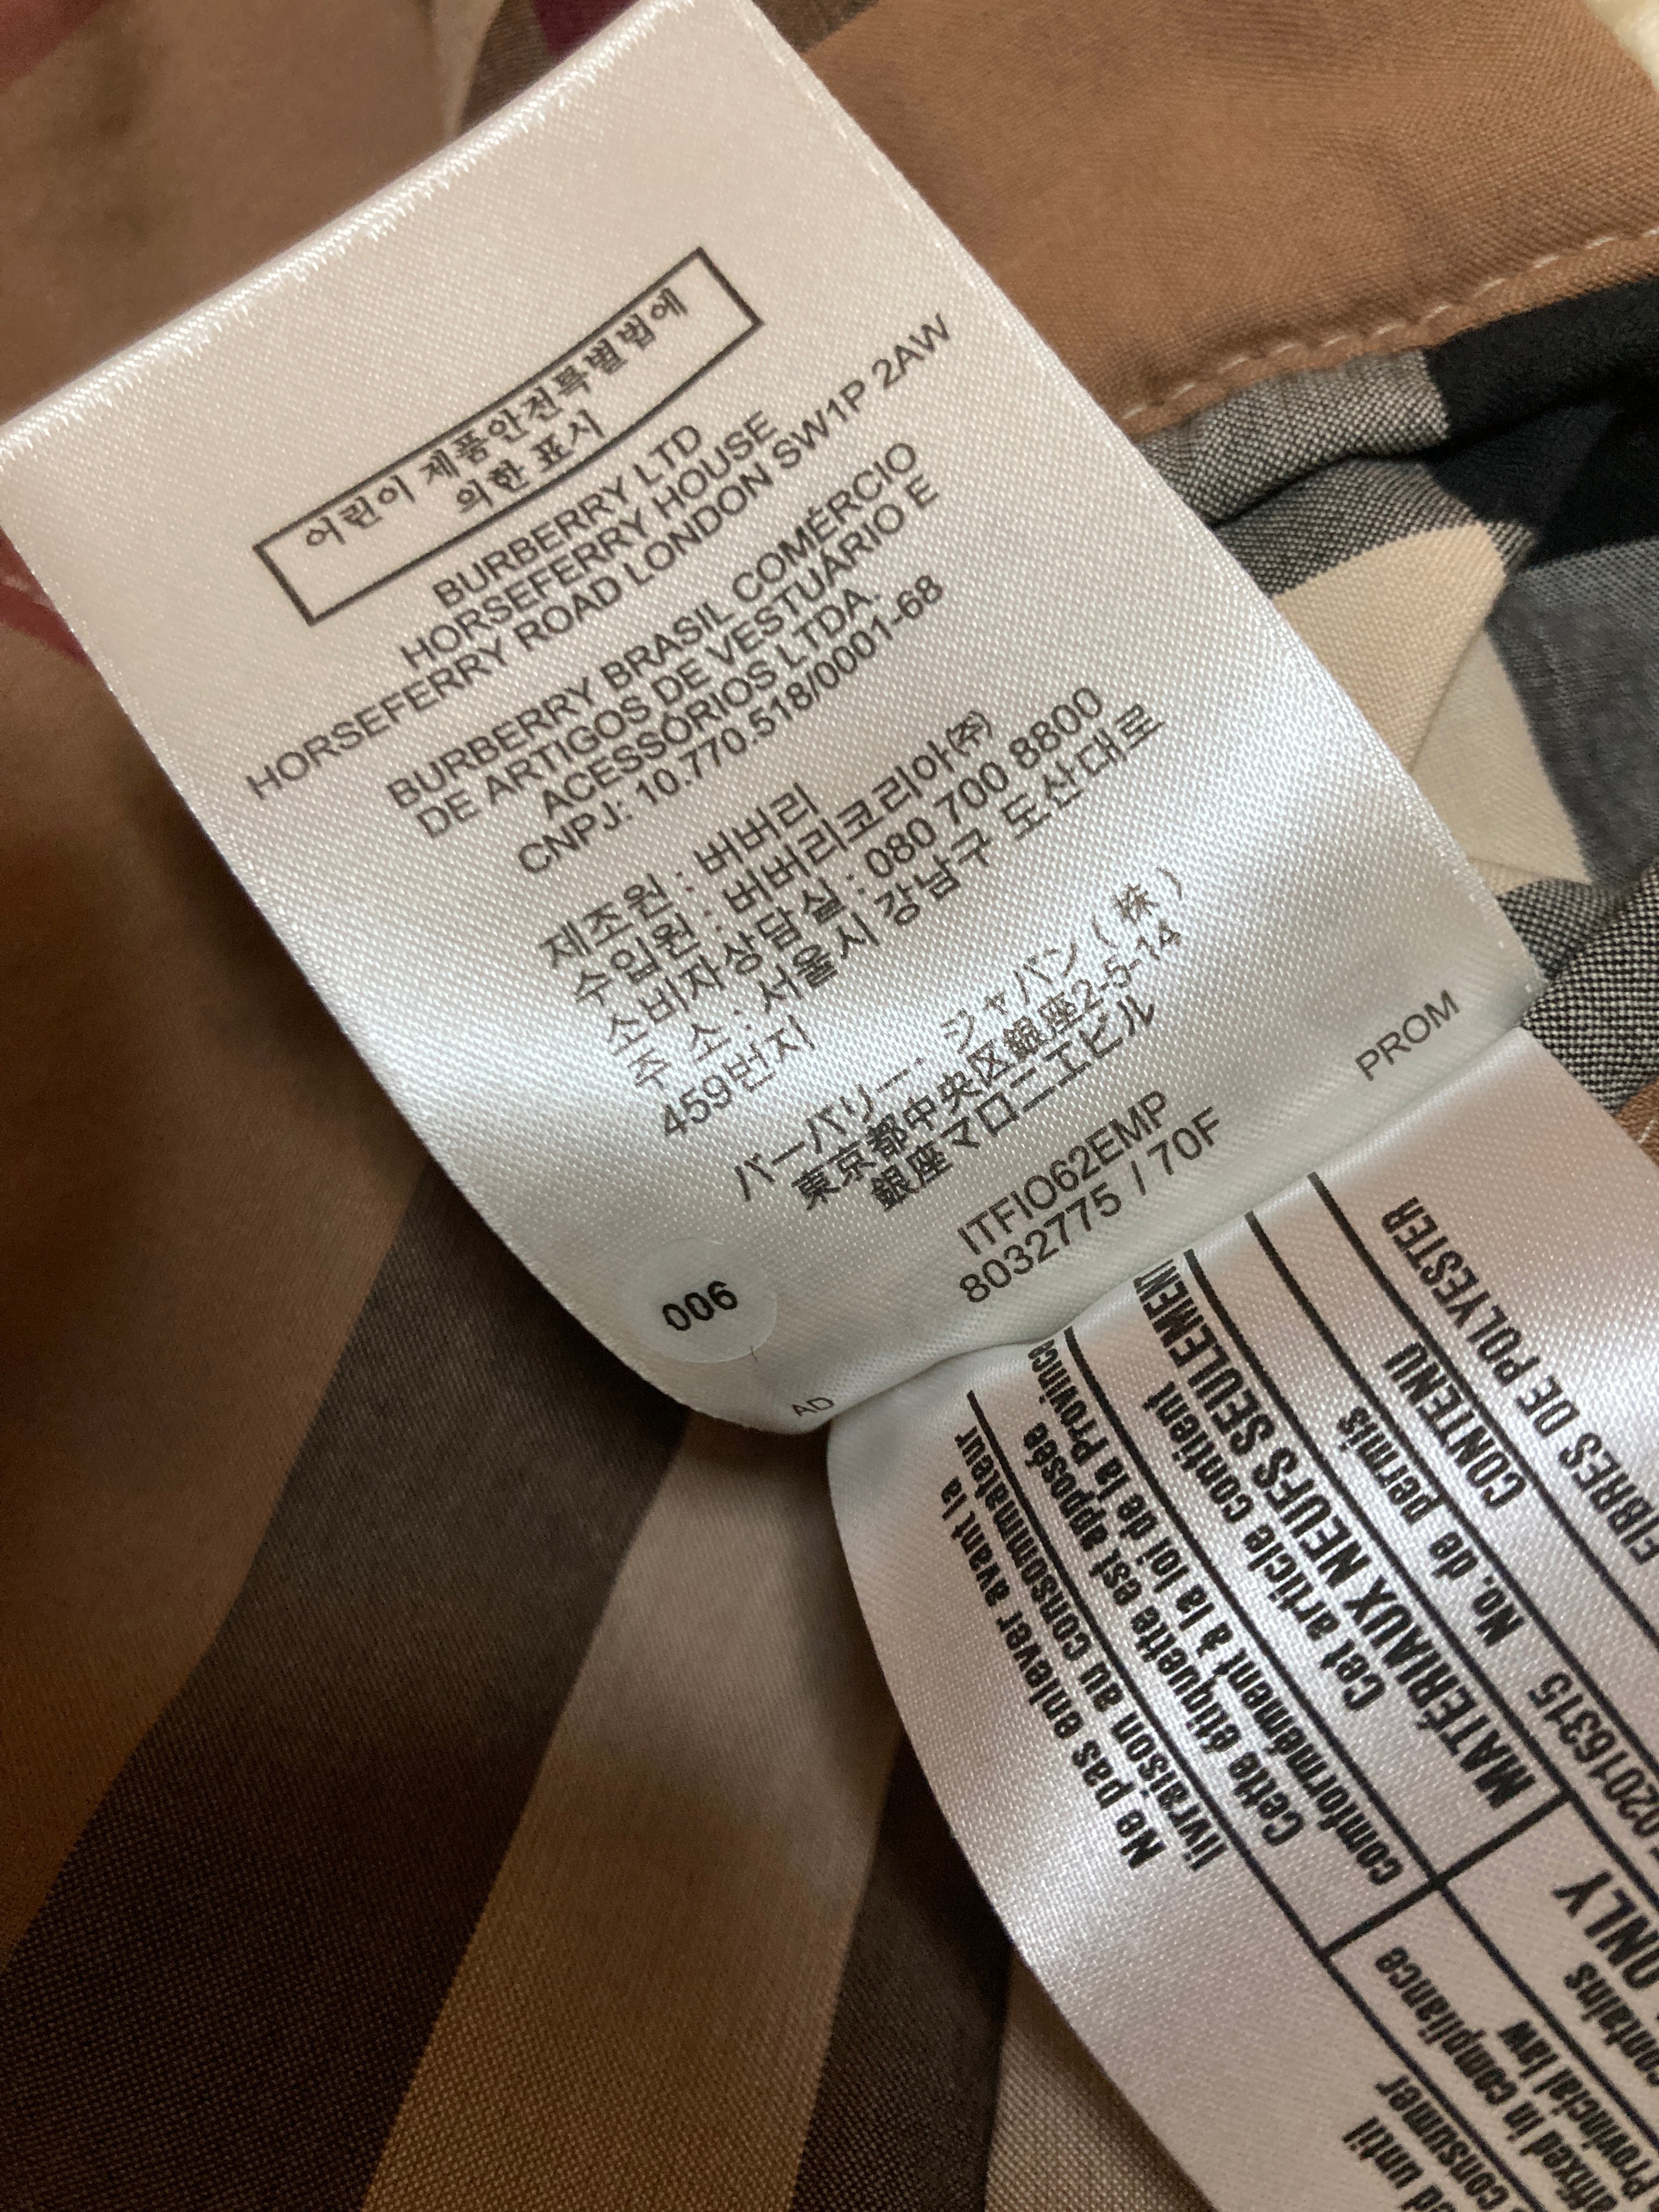 어린이 제품안전특별법에
의한 표시
BURBERRY LTD
HORSEFERRY HOUSE
HORSEFERRY ROAD LONDON SW1P 2AW
BURBERRY BRASIL COMÉRCIO
DE ARTIGOS DE VESTUÁRIO E
ACESSÓRIOS LTDA.
CNPJ: 10.770.518/0001-68
제조원 : 버버리
수입원 : 버버리코리아㈜
소비자상담실 : 080 700 8800
주 소 : 서울시 강남구 도산대로
459번지
バーバリー・ジャパン(株)
東京都中央区銀座2-5-14
銀座マロニエビル
ITFIO62EMP
8032775 / 70F
PROM
006
AD
Ne pas enlever avant la
livraison au consommateur
Cette étiquette est apposée
conformément à la loi de la
Cet article contient
MATÉRIAUX NEUFS SEULEMENT
No. de permis
02016315
CONTENU
FIBRES DE POLYESTER
until
consumer
in compliance
Provincial law
contains
ONLY